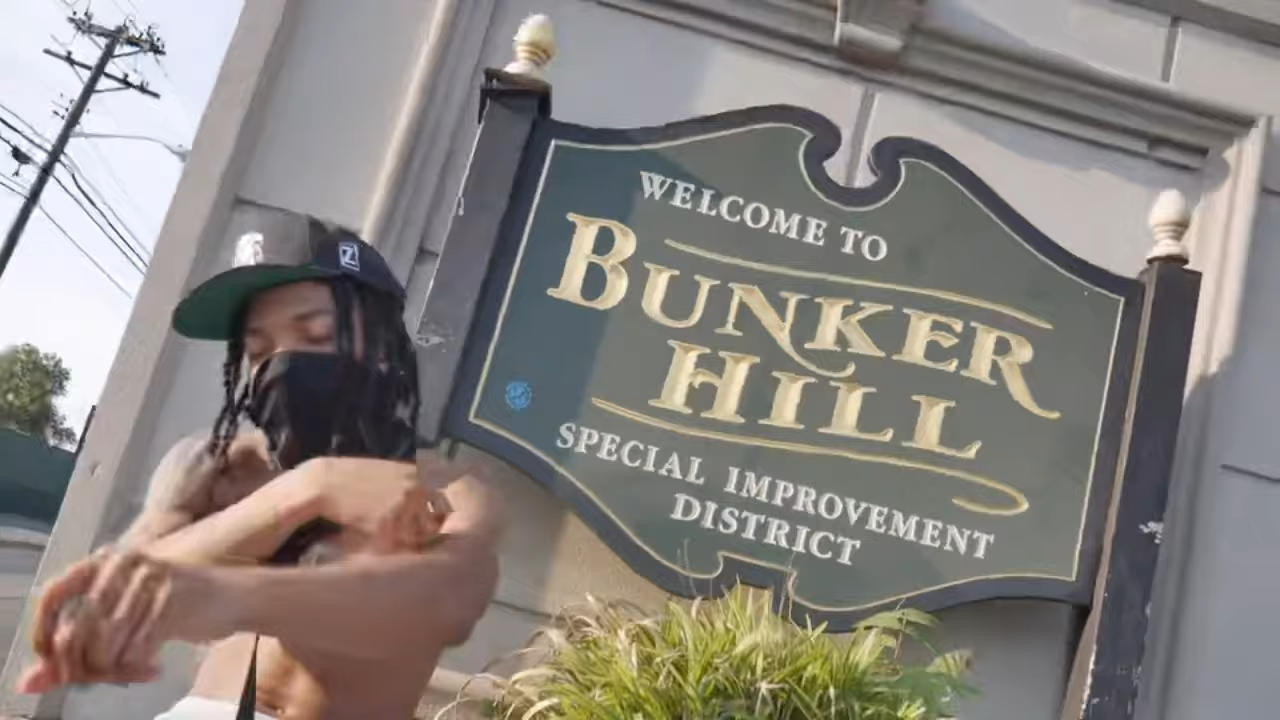 WELCOME TO
BUNKER
HILL
SPECIAL IMPROVEMENT
DISTRICT